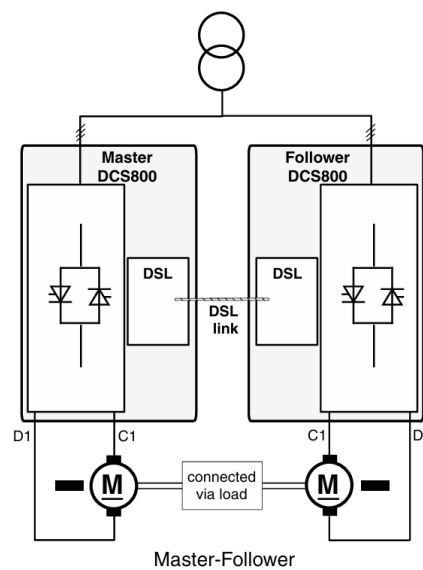 Master
DCS800
Follower
DCS800
DSL
DSL
DSL
link
D1
C1
C1
D
M
connected
via load
M
Master-Follower